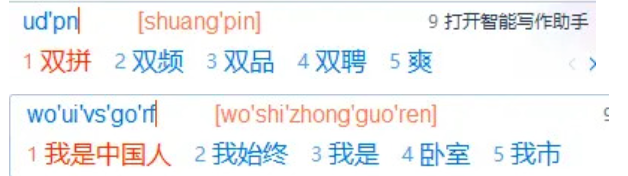 ud'pn [shuang'pin] 9 打开智能写作助手
1 双拼 2 双频 3 双品 4 双聘 5 爽
wo'ui'vs'go'rf [wo'shi'zhong'guo'ren] 9
1 我是中国人 2 我始终 3 我是 4 卧室 5 我市